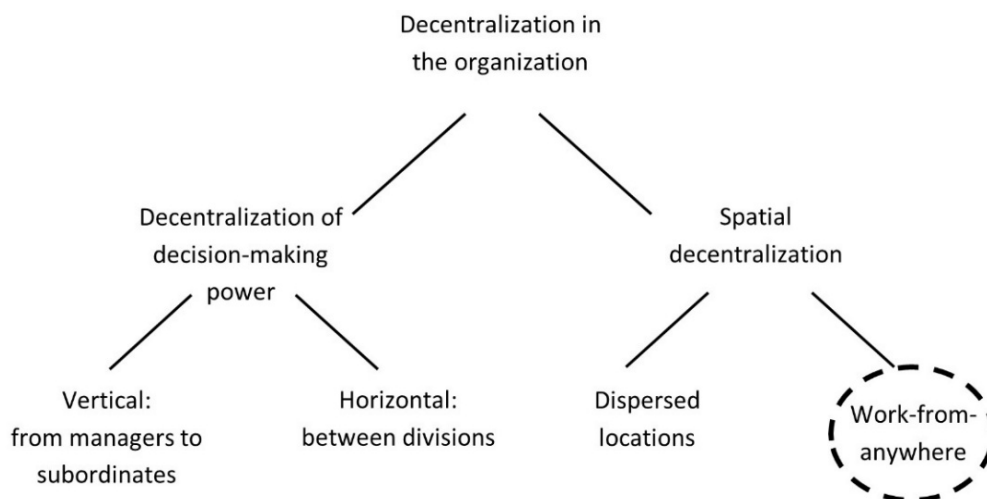 Decentralization in
the organization
Decentralization of
decision-making
power
Spatial
decentralization
Vertical:
from managers to
subordinates
Horizontal:
between divisions
Dispersed
locations
Work-from-
anywhere